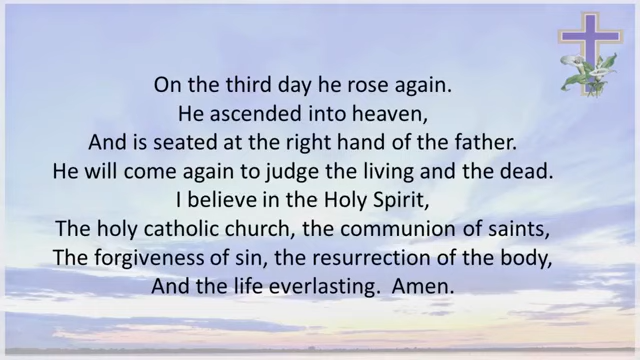 On the third day he rose again.
He ascended into heaven,
And is seated at the right hand of the father.
He will come again to judge the living and the dead.
I believe in the Holy Spirit,
The holy catholic church, the communion of saints,
The forgiveness of sin, the resurrection of the body,
And the life everlasting.  Amen.